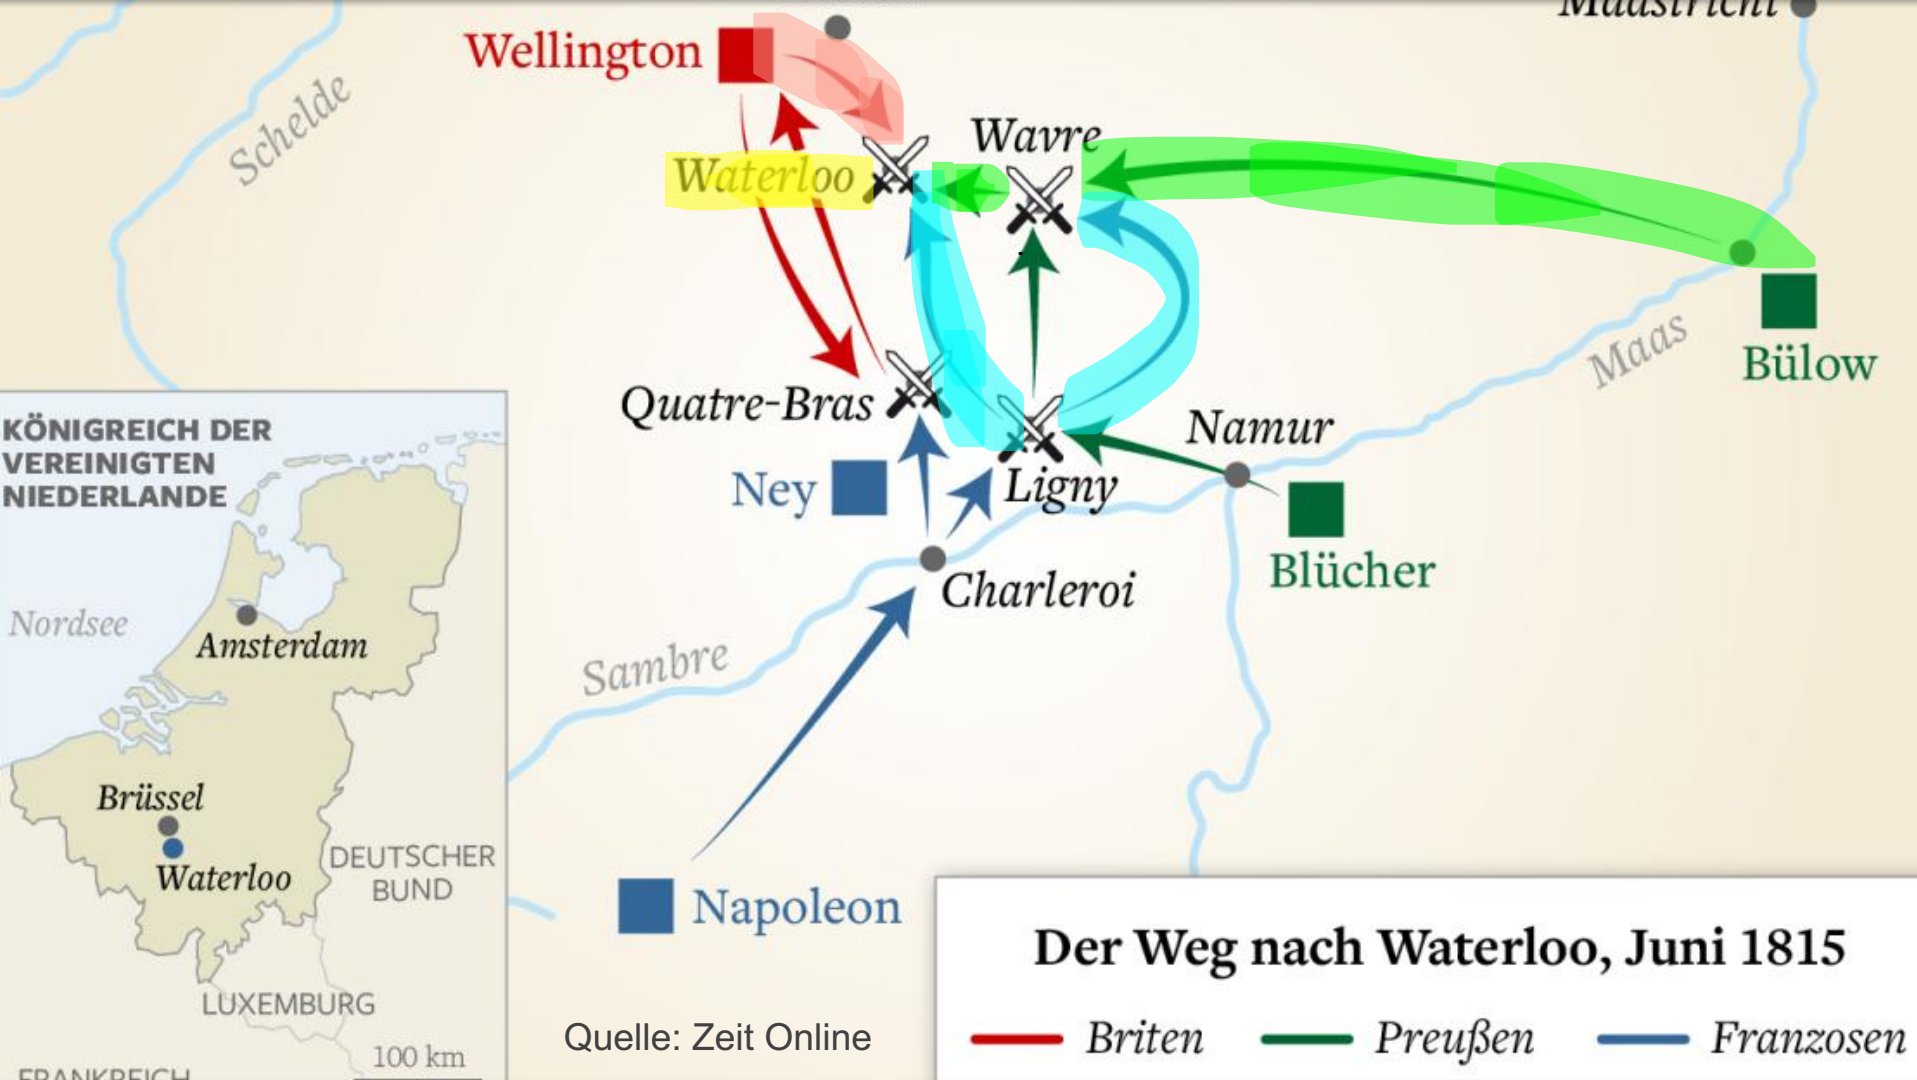 Maastricht
Wellington
Schelde
Wavre
Waterloo
Maas
Bülow
Quatre-Bras
Namur
Ney
Ligny
Blücher
Charleroi
Sambre
Napoleon
KÖNIGREICH DER
VEREINIGTEN
NIEDERLANDE
Nordsee
Amsterdam
Brüssel
Waterloo
DEUTSCHER
BUND
LUXEMBURG
100 km
FRANKREICH
Quelle: Zeit Online
Der Weg nach Waterloo, Juni 1815
Briten
Preußen
Franzosen